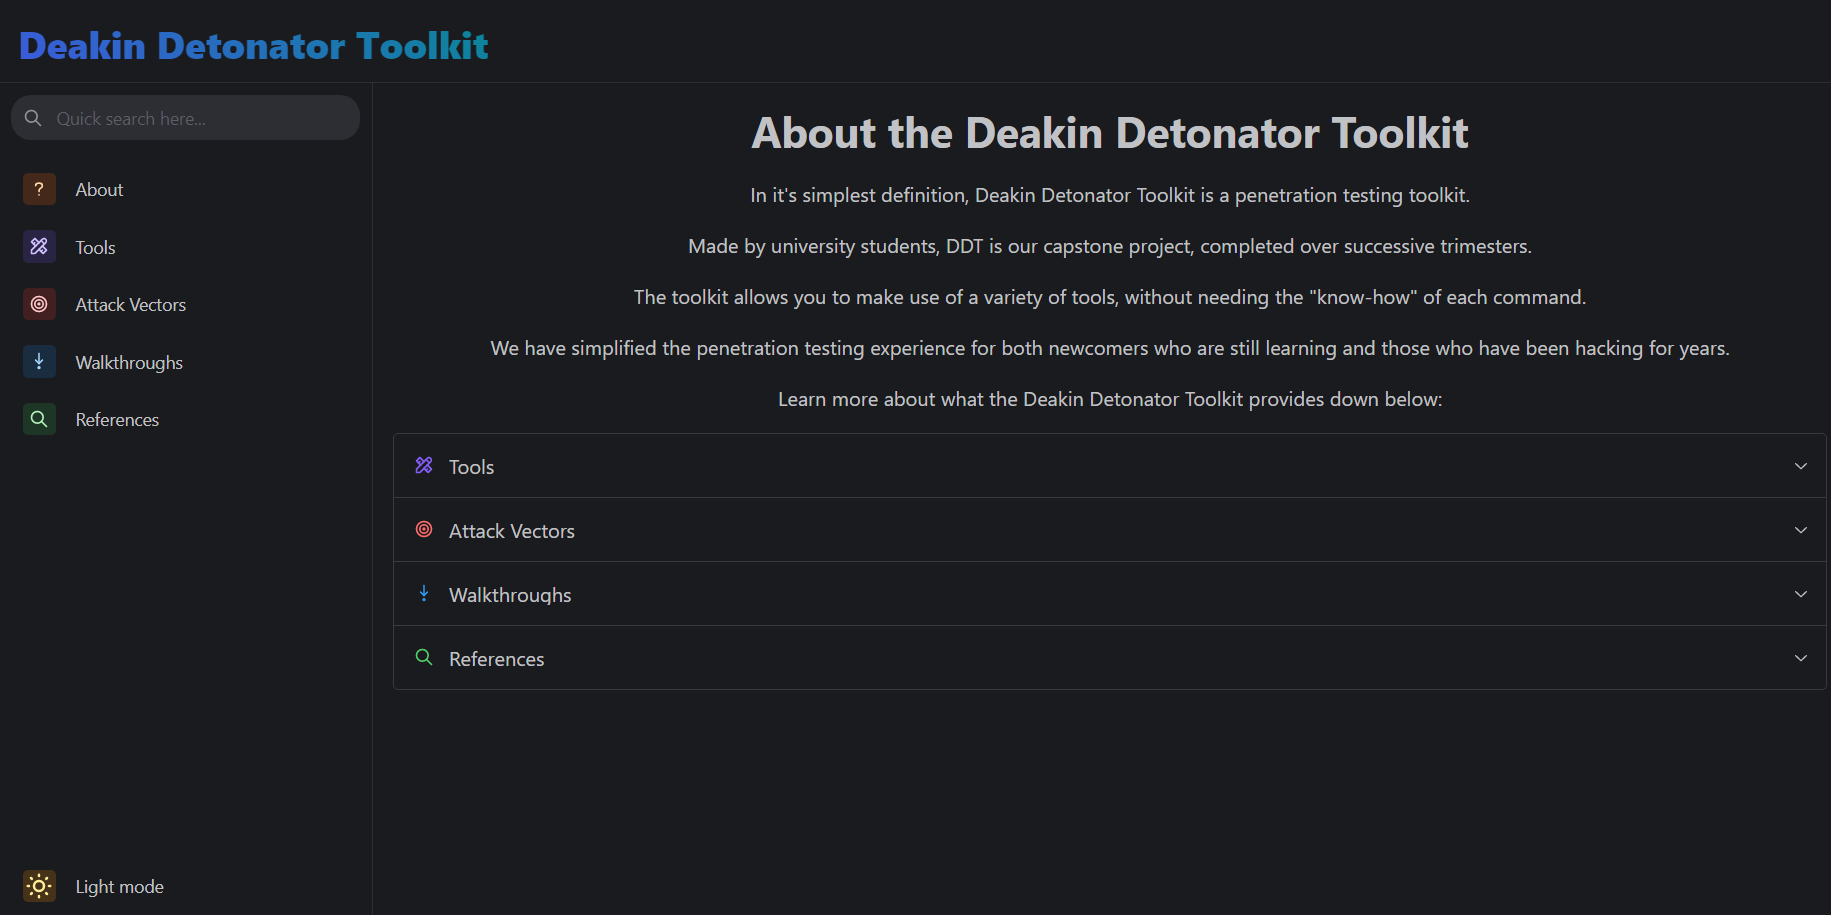 Deakin Detonator Toolkit
Quick search here...
About
Tools
Attack Vectors
Walkthroughs
References
Light mode
About the Deakin Detonator Toolkit
In it's simplest definition, Deakin Detonator Toolkit is a penetration testing toolkit.
Made by university students, DDT is our capstone project, completed over successive trimesters.
The toolkit allows you to make use of a variety of tools, without needing the "know-how" of each command.
We have simplified the penetration testing experience for both newcomers who are still learning and those who have been hacking for years.
Learn more about what the Deakin Detonator Toolkit provides down below:
Tools
Attack Vectors
Walkthroughs
References